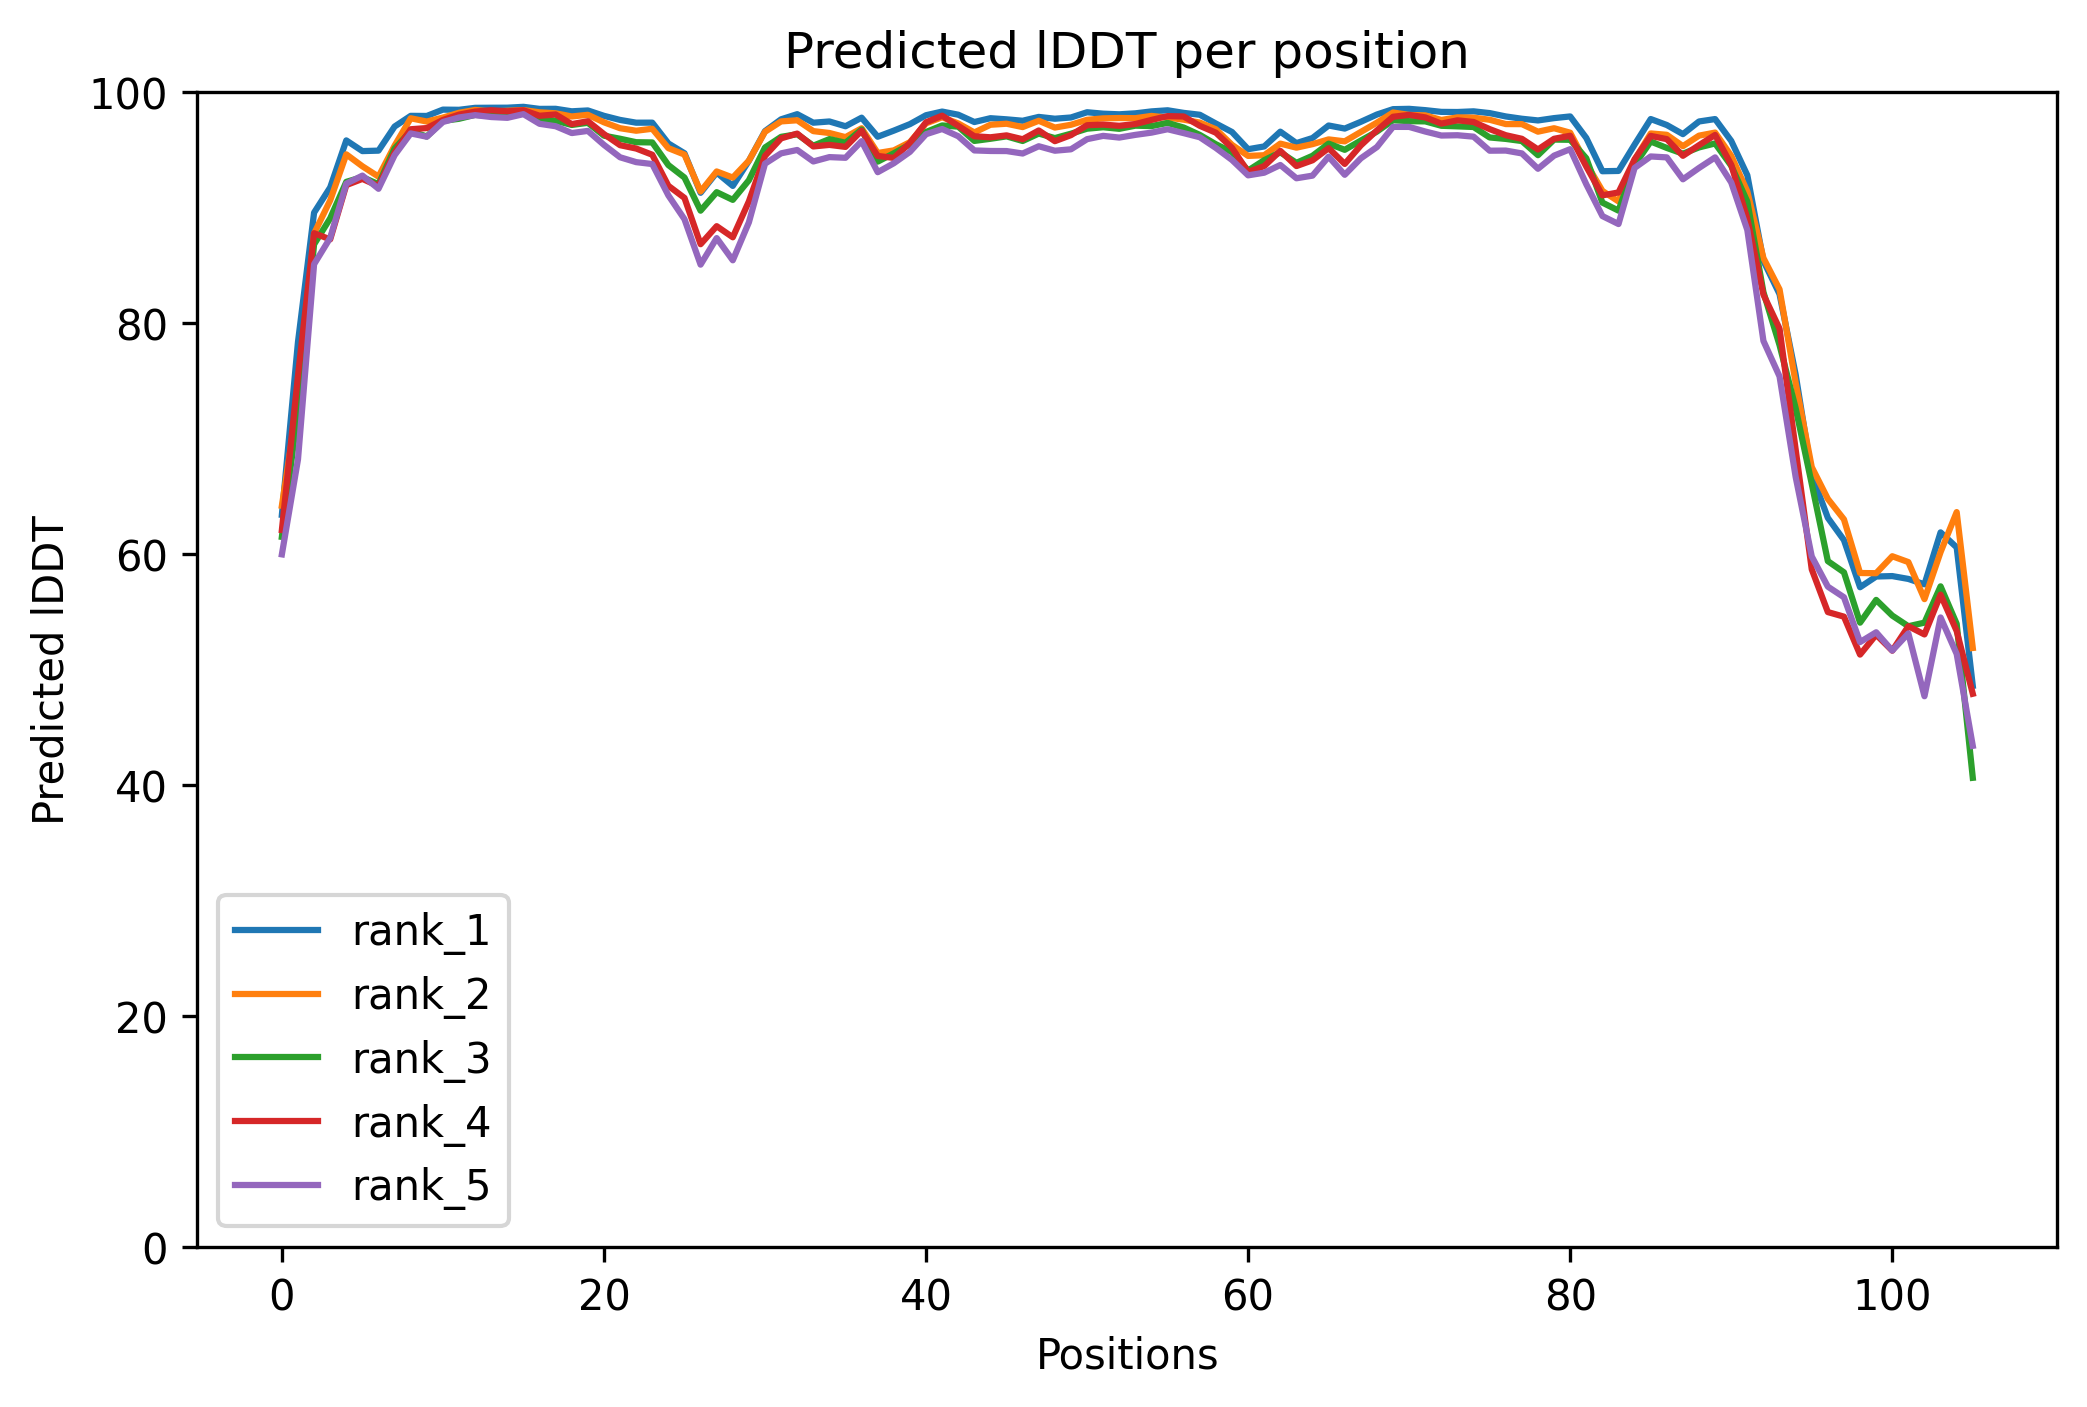 Predicted lDDT per position
Predicted lDDT
100
80
60
40
20
0
rank_1
rank_2
rank_3
rank_4
rank_5
0 20 40 60 80 100
Positions